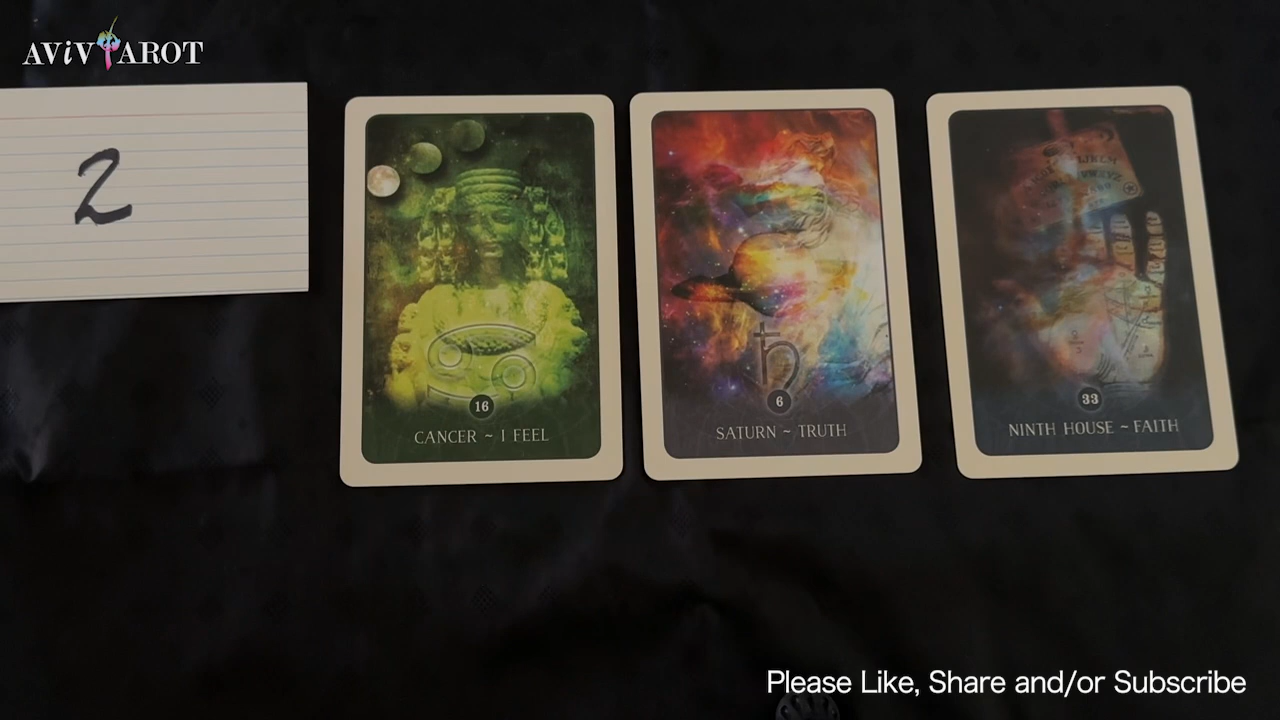 AViVTAROT
2
16
CANCER ~ I FEEL
6
SATURN ~ TRUTH
33
NINTH HOUSE ~ FAITH
Please Like, Share and/or Subscribe